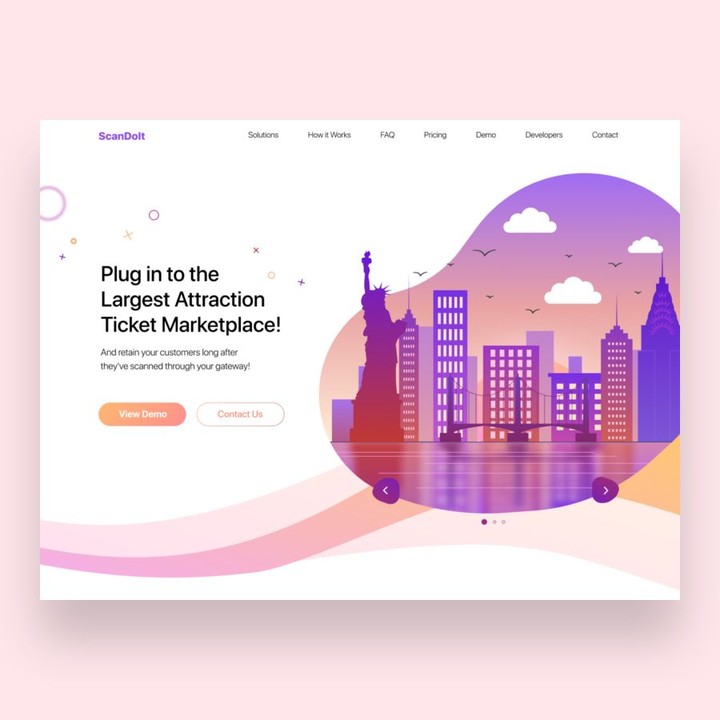 ScanDoIt
Solutions
How it Works
FAQ
Pricing
Demo
Developers
Contact
Plug in to the
Largest Attraction
Ticket Marketplace!
And retain your customers long after
they've scanned through your gateway!
View Demo
Contact Us